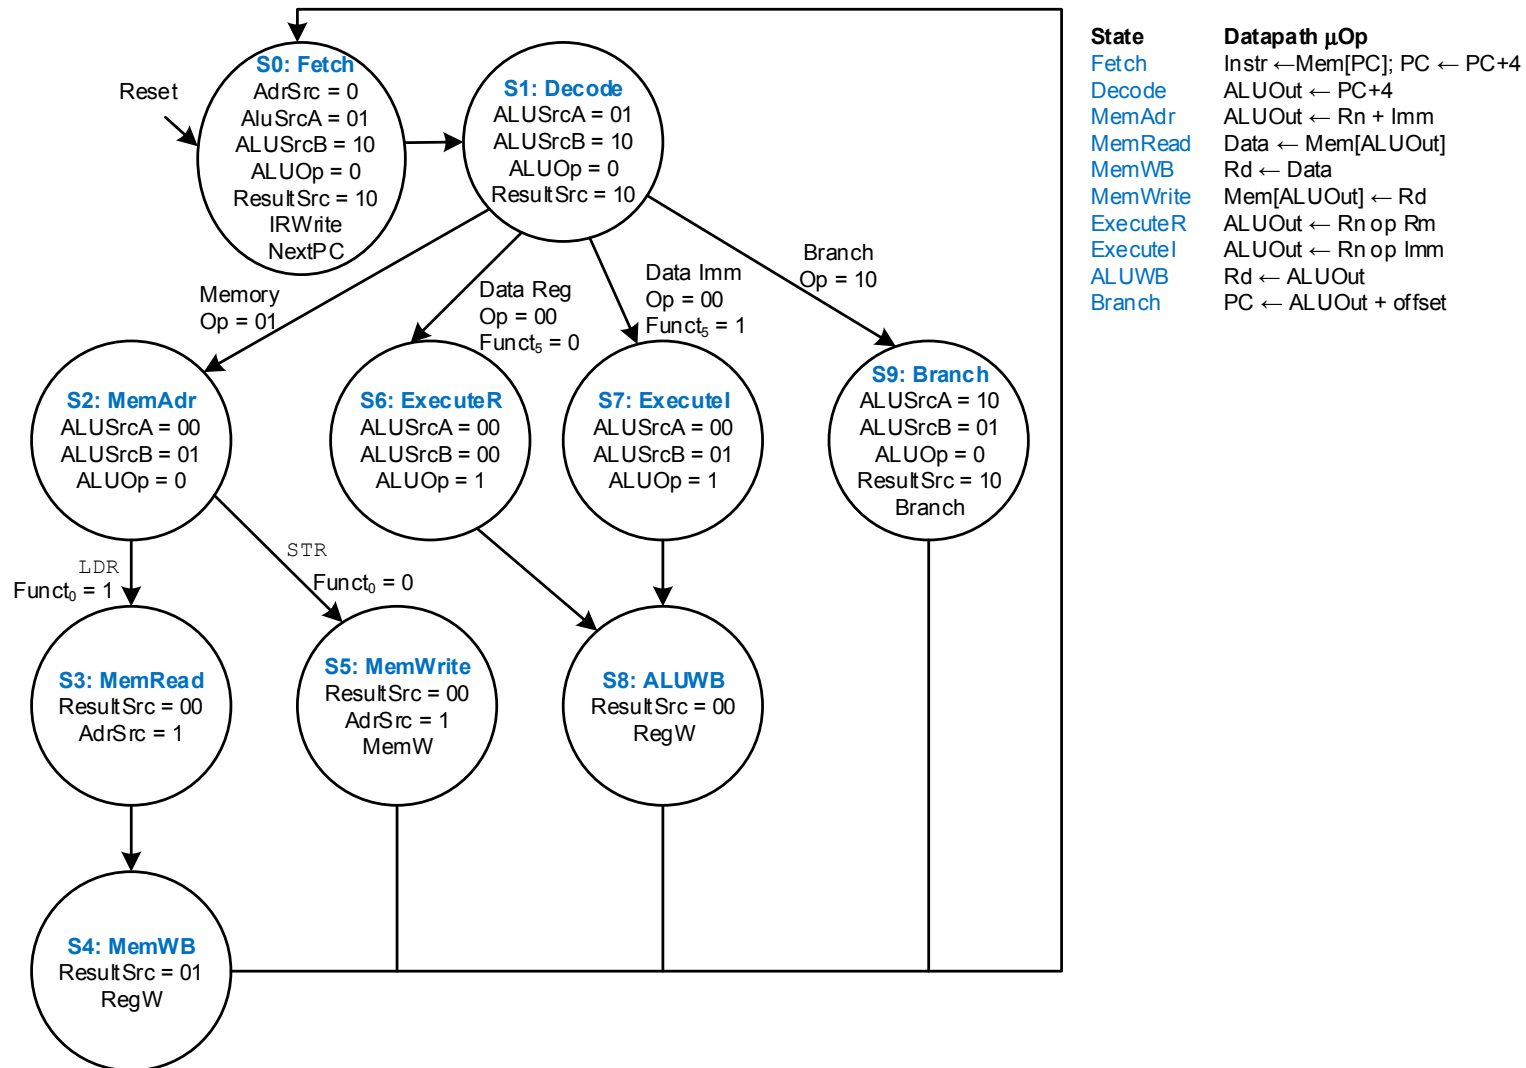 Reset
S0: Fetch
AdrSrc = 0
AluSrcA = 01
ALUSrcB = 10
ALUOp = 0
ResultSrc = 10
IRWrite
NextPC
S1: Decode
ALUSrcA = 01
ALUSrcB = 10
ALUOp = 0
ResultSrc = 10
State Datapath µOp
Fetch Instr ←Mem[PC]; PC ← PC+4
Decode ALUOut ← PC+4
MemAdr ALUOut ← Rn + Imm
MemRead Data ← Mem[ALUOut]
MemWB Rd ← Data
MemWrite Mem[ALUOut] ← Rd
ExecuteR ALUOut ← Rn op Rm
ExecuteI ALUOut ← Rn op Imm
ALUWB Rd ← ALUOut
Branch PC ← ALUOut + offset
Memory
Op = 01
Data Reg
Op = 00
Funct₅ = 0
Data Imm
Op = 00
Funct₅ = 1
Branch
Op = 10
S2: MemAdr
ALUSrcA = 00
ALUSrcB = 01
ALUOp = 0
S6: ExecuteR
ALUSrcA = 00
ALUSrcB = 00
ALUOp = 1
S7: ExecuteI
ALUSrcA = 00
ALUSrcB = 01
ALUOp = 1
S9: Branch
ALUSrcA = 10
ALUSrcB = 01
ALUOp = 0
ResultSrc = 10
Branch
LDR
Funct₀ = 1
STR
Funct₀ = 0
S3: MemRead
ResultSrc = 00
AdrSrc = 1
S5: MemWrite
ResultSrc = 00
AdrSrc = 1
MemW
S8: ALUWB
ResultSrc = 00
RegW
S4: MemWB
ResultSrc = 01
RegW